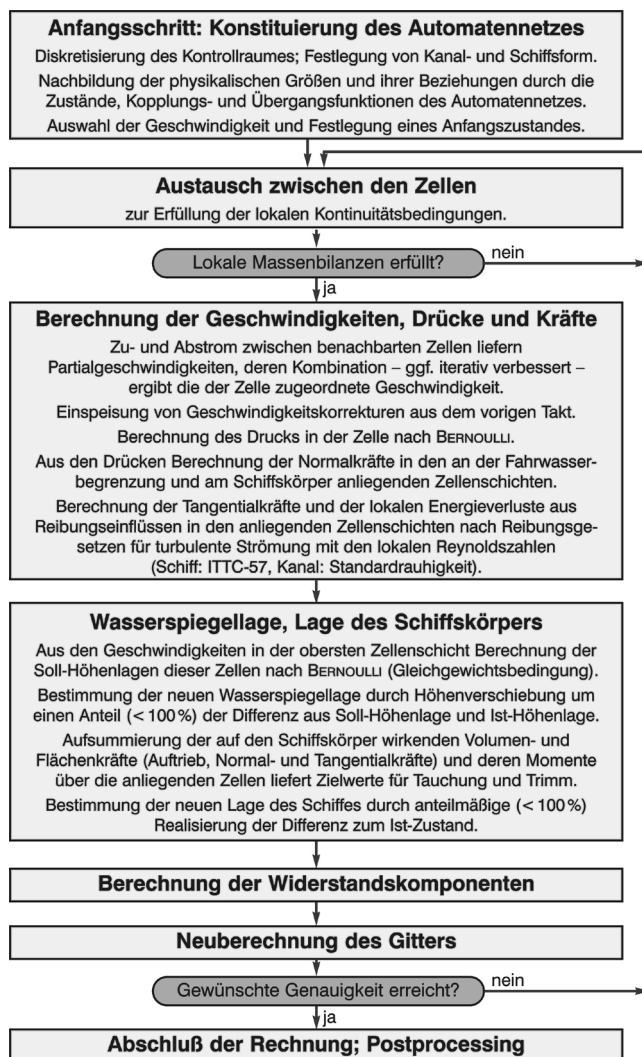 Anfangsschritt: Konstituierung des Automatennetzes
Diskretisierung des Kontrollraumes; Festlegung von Kanal- und Schiffsform.
Nachbildung der physikalischen Größen und ihrer Beziehungen durch die
Zustände, Kopplungs- und Übergangsfunktionen des Automatennetzes.
Auswahl der Geschwindigkeit und Festlegung eines Anfangszustandes.
Austausch zwischen den Zellen
zur Erfüllung der lokalen Kontinuitätsbedingungen.
Lokale Massenbilanzen erfüllt?
nein
ja
Berechnung der Geschwindigkeiten, Drücke und Kräfte
Zu- und Abstrom zwischen benachbarten Zellen liefern
Partialgeschwindigkeiten, deren Kombination – ggf. iterativ verbessert –
ergibt die der Zelle zugeordnete Geschwindigkeit.
Einspeisung von Geschwindigkeitskorrekturen aus dem vorigen Takt.
Berechnung des Drucks in der Zelle nach BERNOULLI.
Aus den Drücken Berechnung der Normalkräfte in den an der Fahrwasser-
begrenzung und am Schiffskörper anliegenden Zellenschichten.
Berechnung der Tangentialkräfte und der lokalen Energieverluste aus
Reibungseinflüssen in den anliegenden Zellenschichten nach Reibungsge-
setzen für turbulente Strömung mit den lokalen Reynoldszahlen
(Schiff: ITTC-57, Kanal: Standardrauhigkeit).
Wasserspiegellage, Lage des Schiffskörpers
Aus den Geschwindigkeiten in der obersten Zellenschicht Berechnung der
Soll-Höhenlagen dieser Zellen nach BERNOULLI (Gleichgewichtsbedingung).
Bestimmung der neuen Wasserspiegellage durch Höhenverschiebung um
einen Anteil (< 100 %) der Differenz aus Soll-Höhenlage und Ist-Höhenlage.
Aufsummierung der auf den Schiffskörper wirkenden Volumen- und
Flächenkräfte (Auftrieb, Normal- und Tangentialkräfte) und deren Momente
über die anliegenden Zellen liefert Zielwerte für Tauchung und Trimm.
Bestimmung der neuen Lage des Schiffes durch anteilmäßige (< 100 %)
Realisierung der Differenz zum Ist-Zustand.
Berechnung der Widerstandskomponenten
Neuberechnung des Gitters
Gewünschte Genauigkeit erreicht?
nein
ja
Abschluß der Rechnung; Postprocessing